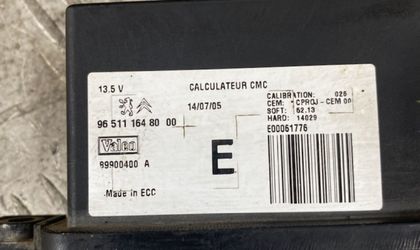 13.5 V
CALCULATEUR CMC
14/07/05
CALIBRATION: 026
CEM: CPROJ-CEM 00
SOFT: 52.13
HARD: 14029
E00061776
96 511 164 80 00
Valeo
89900400 A
E
Made in ECC